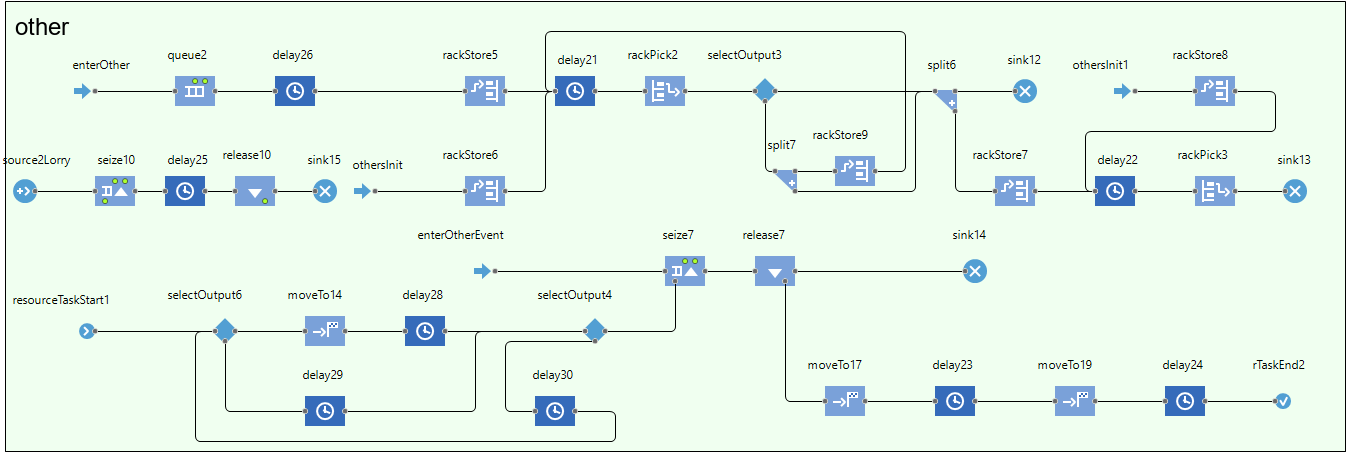 other
enterOther
queue2
delay26
rackStore5
delay21
rackPick2
selectOutput3
split6
sink12
othersInit1
rackStore8
source2Lorry
seize10
delay25
release10
sink15
othersInit
rackStore6
split7
rackStore9
rackStore7
delay22
rackPick3
sink13
enterOtherEvent
seize7
release7
sink14
resourceTaskStart1
selectOutput6
moveTo14
delay28
selectOutput4
delay29
delay30
moveTo17
delay23
moveTo19
delay24
rTaskEnd2